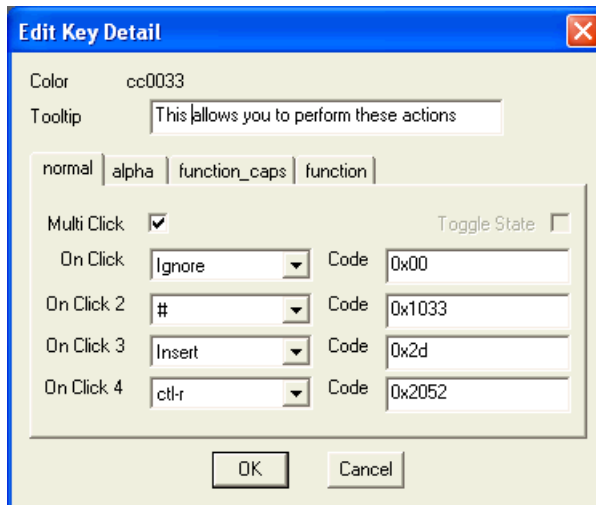 Edit Key Detail
Color cc0033
Tooltip This allows you to perform these actions
normal alpha function_caps function
Multi Click Toggle State
On Click Ignore Code 0x00
On Click 2 # Code 0x1033
On Click 3 Insert Code 0x2d
On Click 4 ctl-r Code 0x2052
OK Cancel